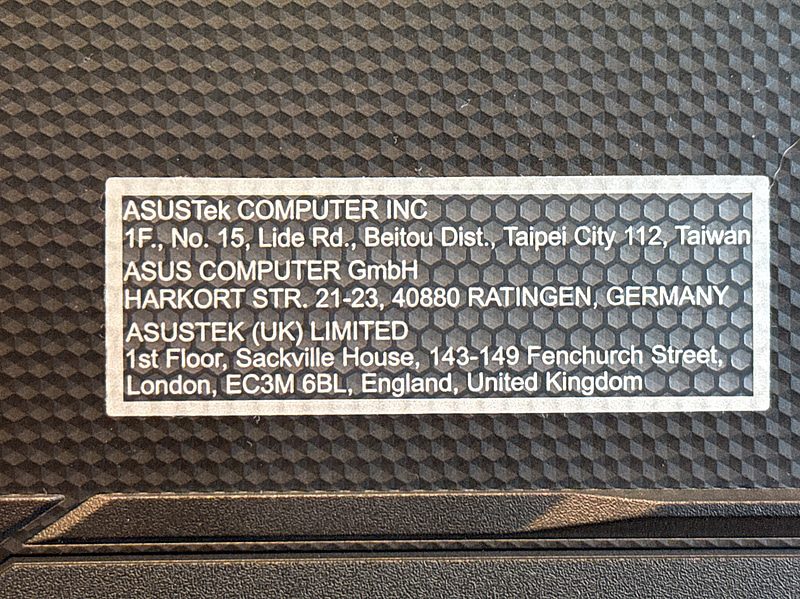 ASUSTek COMPUTER INC
1F., No. 15, Lide Rd., Beitou Dist., Taipei City 112, Taiwan
ASUS COMPUTER GmbH
HARKORT STR. 21-23, 40880 RATINGEN, GERMANY
ASUSTEK (UK) LIMITED
1st Floor, Sackville House, 143-149 Fenchurch Street,
London, EC3M 6BL, England, United Kingdom